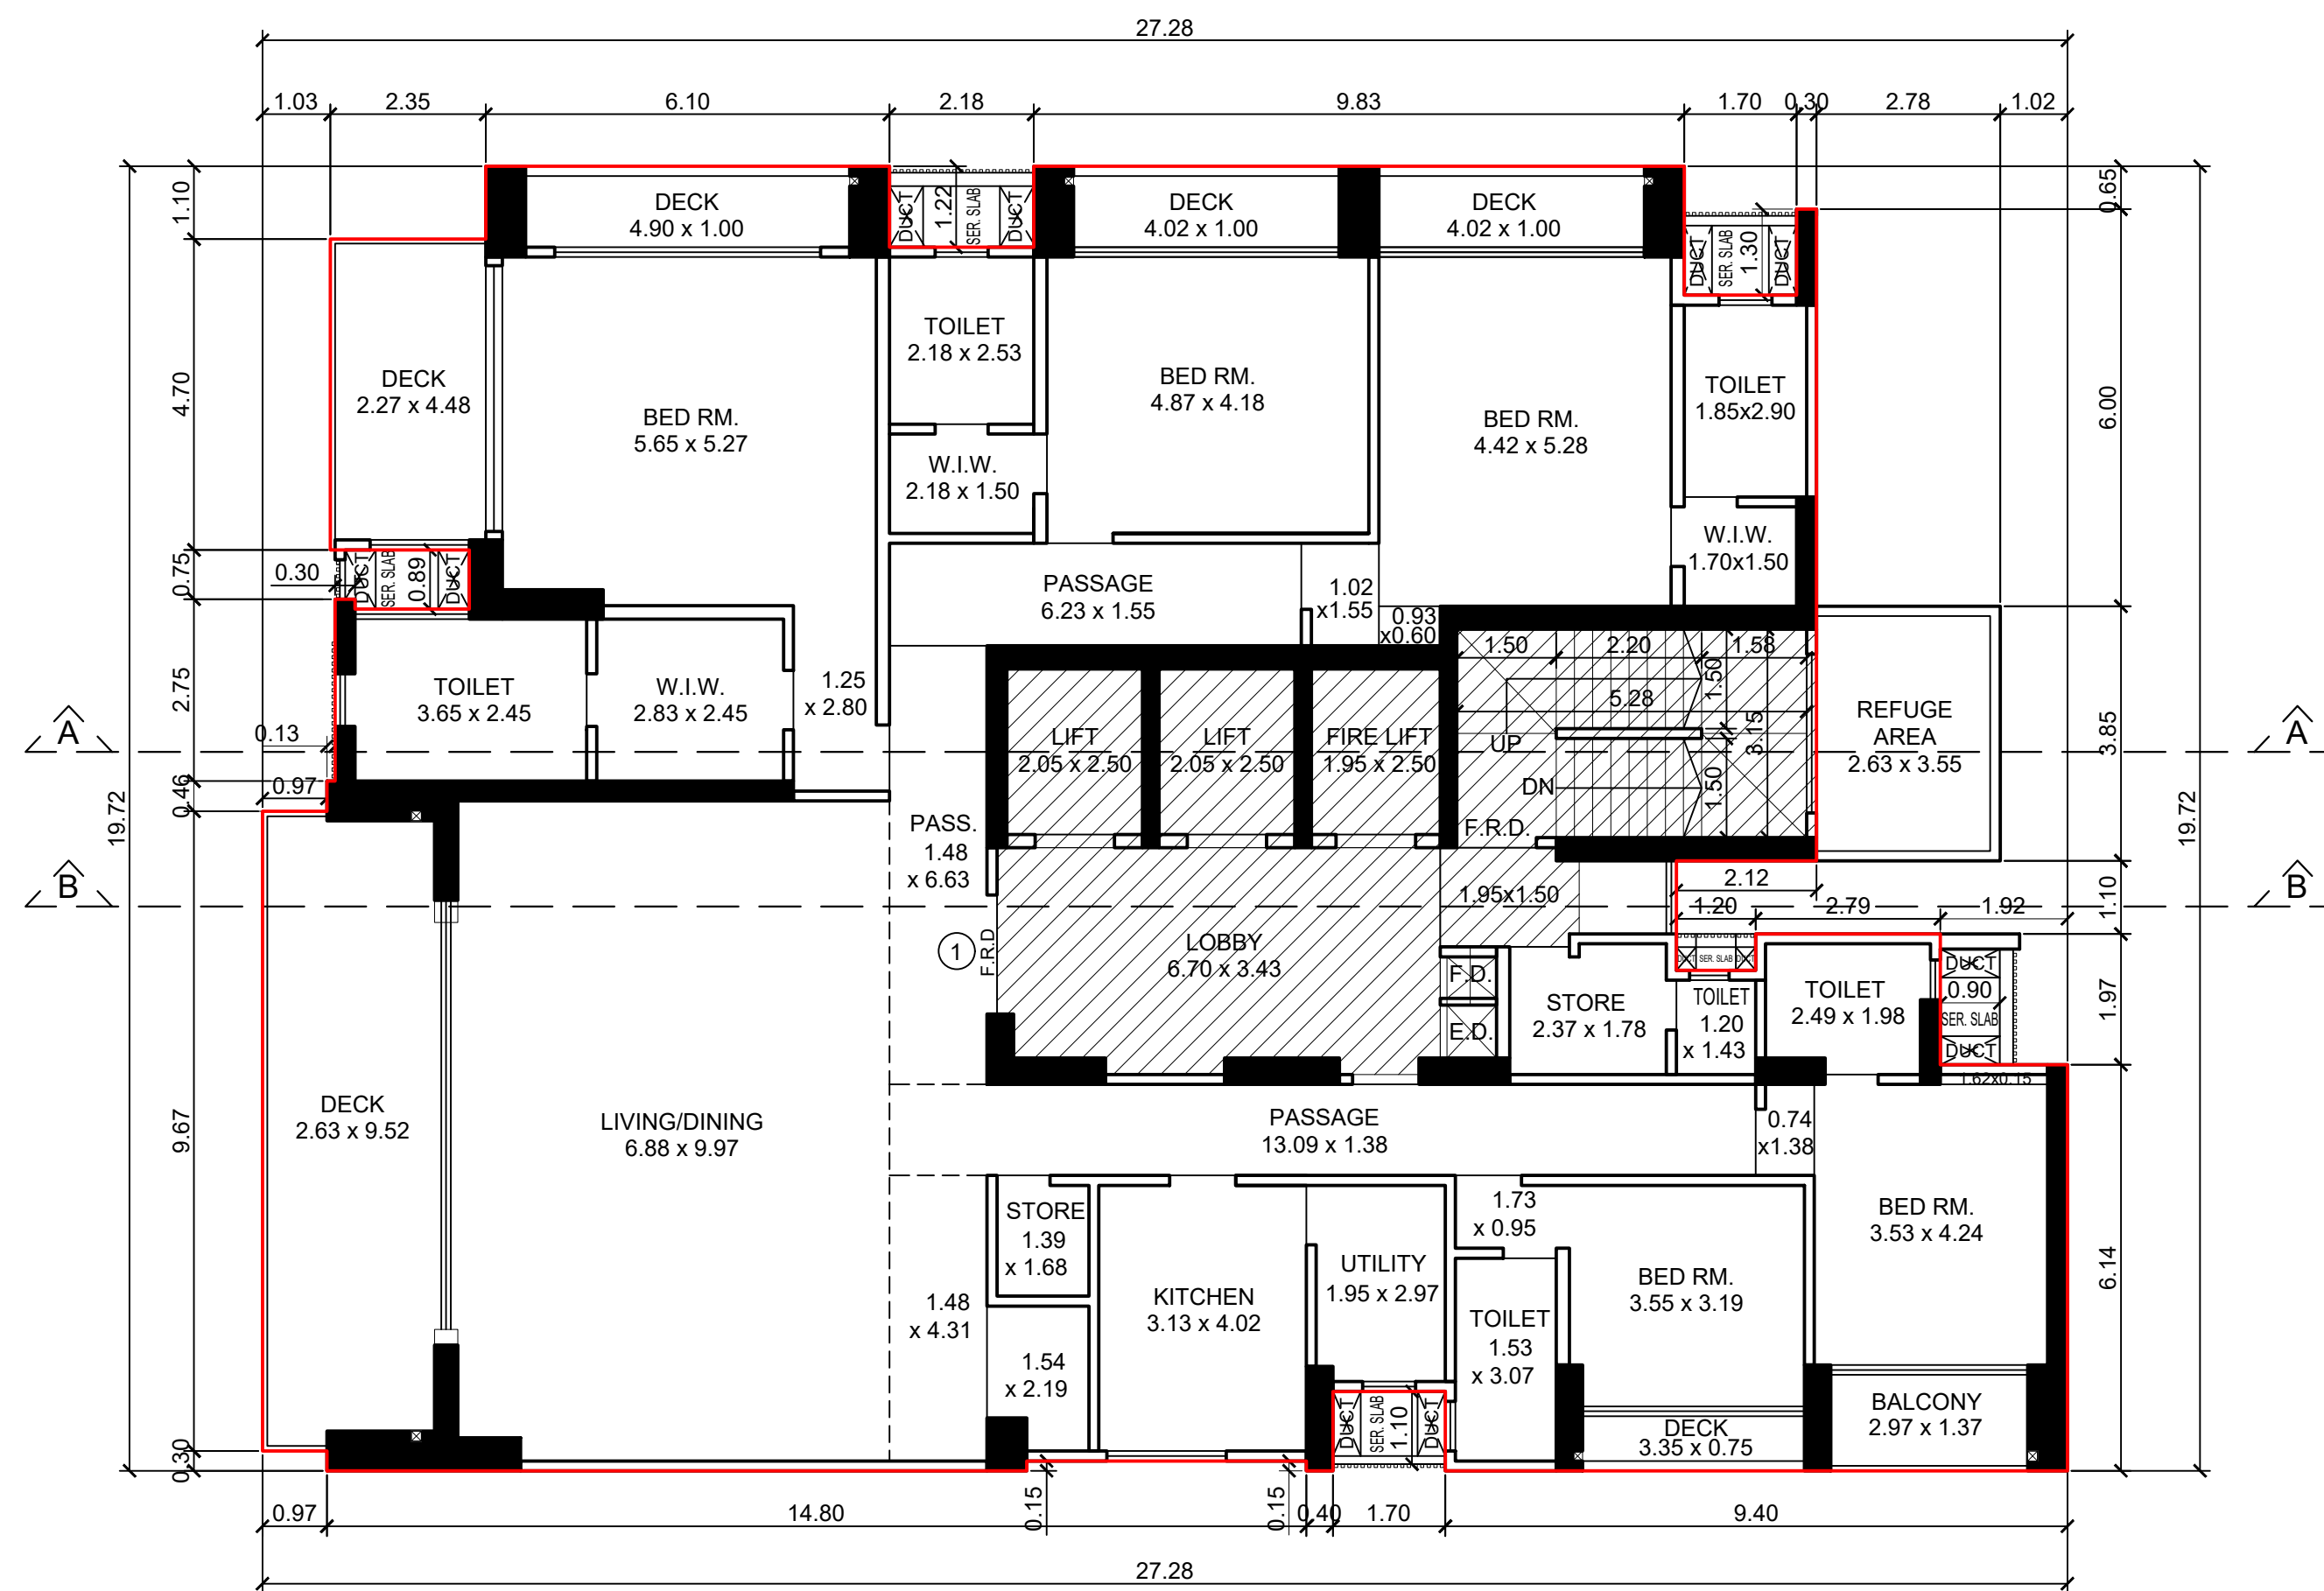 27.28
1.03
2.35
6.10
2.18
9.83
1.70
0.30
2.78
1.02
1.10
4.70
0.75
2.75
0.46
9.67
0.30
19.72
0.65
6.00
3.85
1.10
1.97
6.14
19.72
DECK
4.90 x 1.00
DUCT
1.22
SER. SLAB
DUCT
DECK
4.02 x 1.00
DECK
4.02 x 1.00
DUCT
SER. SLAB
1.30
DUCT
DECK
2.27 x 4.48
BED RM.
5.65 x 5.27
TOILET
2.18 x 2.53
W.I.W.
2.18 x 1.50
BED RM.
4.87 x 4.18
BED RM.
4.42 x 5.28
TOILET
1.85x2.90
W.I.W.
1.70x1.50
0.30
DUCT
SER. SLAB
0.89
DUCT
PASSAGE
6.23 x 1.55
1.02
x1.55
0.93
x0.60
TOILET
3.65 x 2.45
W.I.W.
2.83 x 2.45
1.25
x 2.80
LIFT
2.05 x 2.50
LIFT
2.05 x 2.50
FIRE LIFT
1.95 x 2.50
1.50
2.20
1.58
1.50
5.28
3.15
UP
DN
1.50
F.R.D.
REFUGE
AREA
2.63 x 3.55
A
A
0.13
0.97
B
B
PASS.
1.48
x 6.63
1
F.R.D
LOBBY
6.70 x 3.43
1.95x1.50
2.12
1.20
2.79
1.92
F.D.
E.D.
STORE
2.37 x 1.78
DUCT
SER. SLAB
DUCT
TOILET
1.20
x 1.43
TOILET
2.49 x 1.98
DUCT
0.90
SER. SLAB
DUCT
1.62x0.15
DECK
2.63 x 9.52
LIVING/DINING
6.88 x 9.97
PASSAGE
13.09 x 1.38
0.74
x1.38
BED RM.
3.53 x 4.24
STORE
1.39
x 1.68
1.48
x 4.31
1.54
x 2.19
KITCHEN
3.13 x 4.02
UTILITY
1.95 x 2.97
1.73
x 0.95
TOILET
1.53
x 3.07
BED RM.
3.55 x 3.19
DUCT
SER. SLAB
1.10
DUCT
DECK
3.35 x 0.75
BALCONY
2.97 x 1.37
0.97
14.80
0.15
0.15
0.40
1.70
9.40
27.28